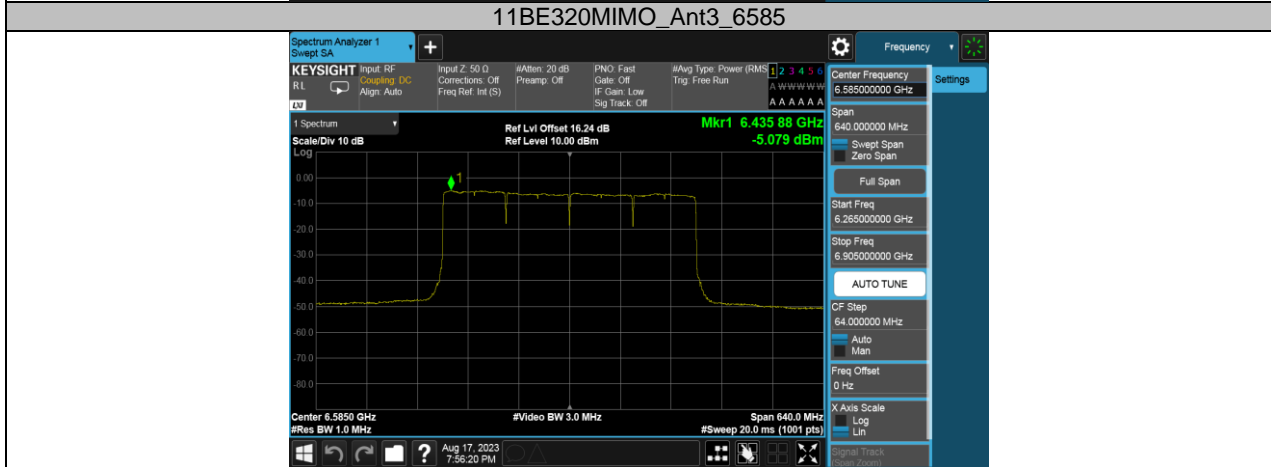 11BE320MIMO_Ant3_6585
Spectrum Analyzer 1
Swept SA
Frequency
KEYSIGHT
RL
LXI
Input: RF
Coupling: DC
Align: Auto
Input Z: 50 Ω
Corrections: Off
Freq Ref: Int (S)
#Atten: 20 dB
Preamp: Off
PNO: Fast
Gate: Off
IF Gain: Low
Sig Track: Off
#Avg Type: Power (RMS
Trig: Free Run
1 2 3 4 5 6
A W W W W W
A A A A A A
1 Spectrum
Scale/Div 10 dB
Ref Lvl Offset 16.24 dB
Ref Level 10.00 dBm
Mkr1 6.435 88 GHz
-5.079 dBm
Log
1
0.00
-10.0
-20.0
-30.0
-40.0
-50.0
-60.0
-70.0
-80.0
Center 6.5850 GHz
#Res BW 1.0 MHz
#Video BW 3.0 MHz
Span 640.0 MHz
#Sweep 20.0 ms (1001 pts)
Center Frequency
6.585000000 GHz
Settings
Span
640.000000 MHz
Swept Span
Zero Span
Full Span
Start Freq
6.265000000 GHz
Stop Freq
6.905000000 GHz
AUTO TUNE
CF Step
64.000000 MHz
Auto
Man
Freq Offset
0 Hz
X Axis Scale
Log
Lin
Signal Track
(Span Zoom)
?
Aug 17, 2023
7:56:20 PM